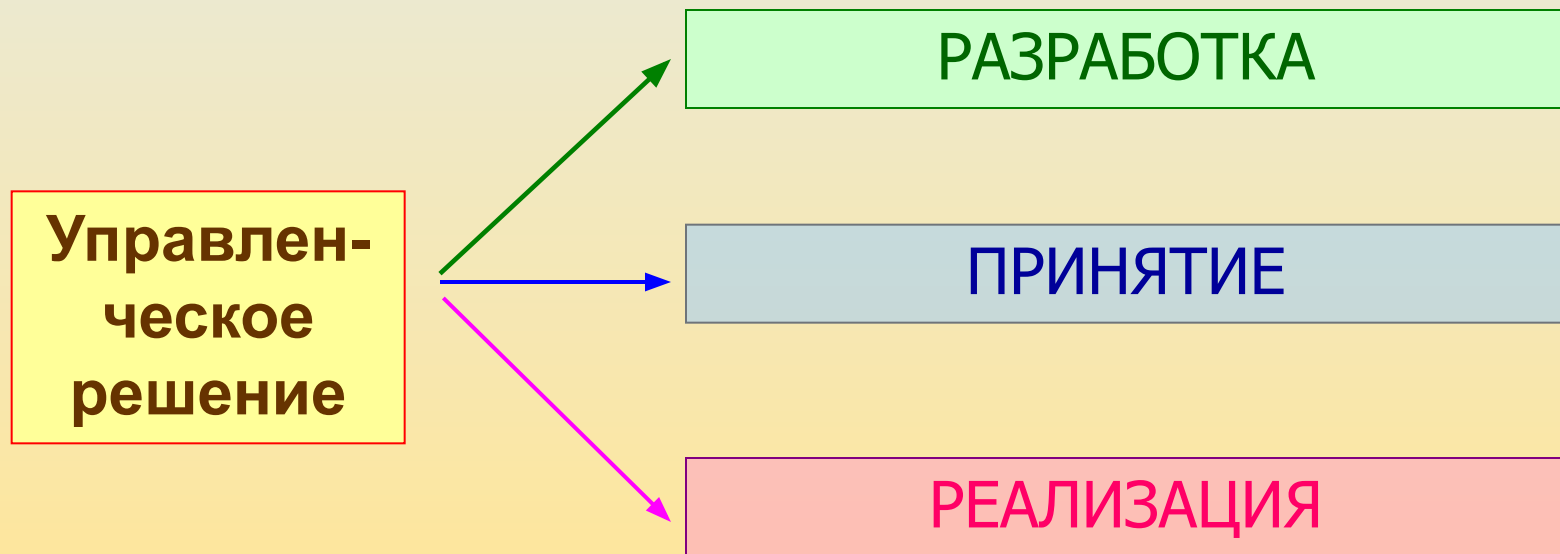 РАЗРАБОТКА
Управлен-
ческое
решение
ПРИНЯТИЕ
РЕАЛИЗАЦИЯ